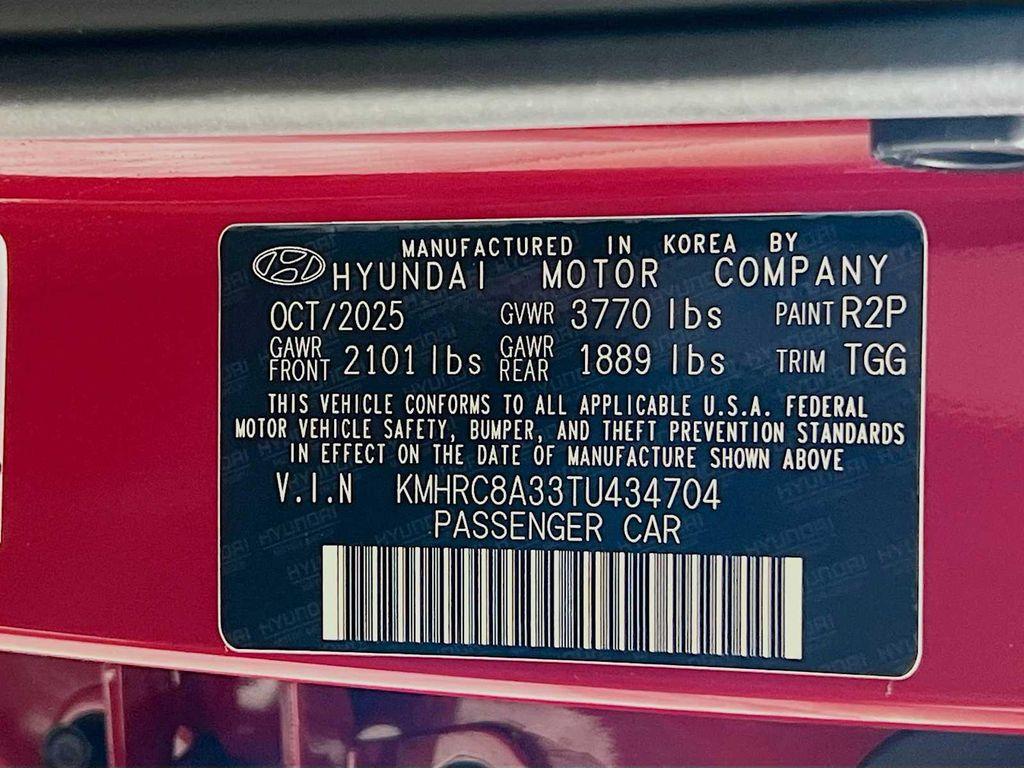 MANUFACTURED IN KOREA BY
HYUNDAI MOTOR COMPANY
OCT/2025 GVWR 3770 lbs PAINT R2P
GAWR FRONT 2101 lbs GAWR REAR 1889 lbs TRIM TGG
THIS VEHICLE CONFORMS TO ALL APPLICABLE U.S.A. FEDERAL
MOTOR VEHICLE SAFETY, BUMPER, AND THEFT PREVENTION STANDARDS
IN EFFECT ON THE DATE OF MANUFACTURE SHOWN ABOVE
V.I.N KMHRC8A33TU434704
PASSENGER CAR